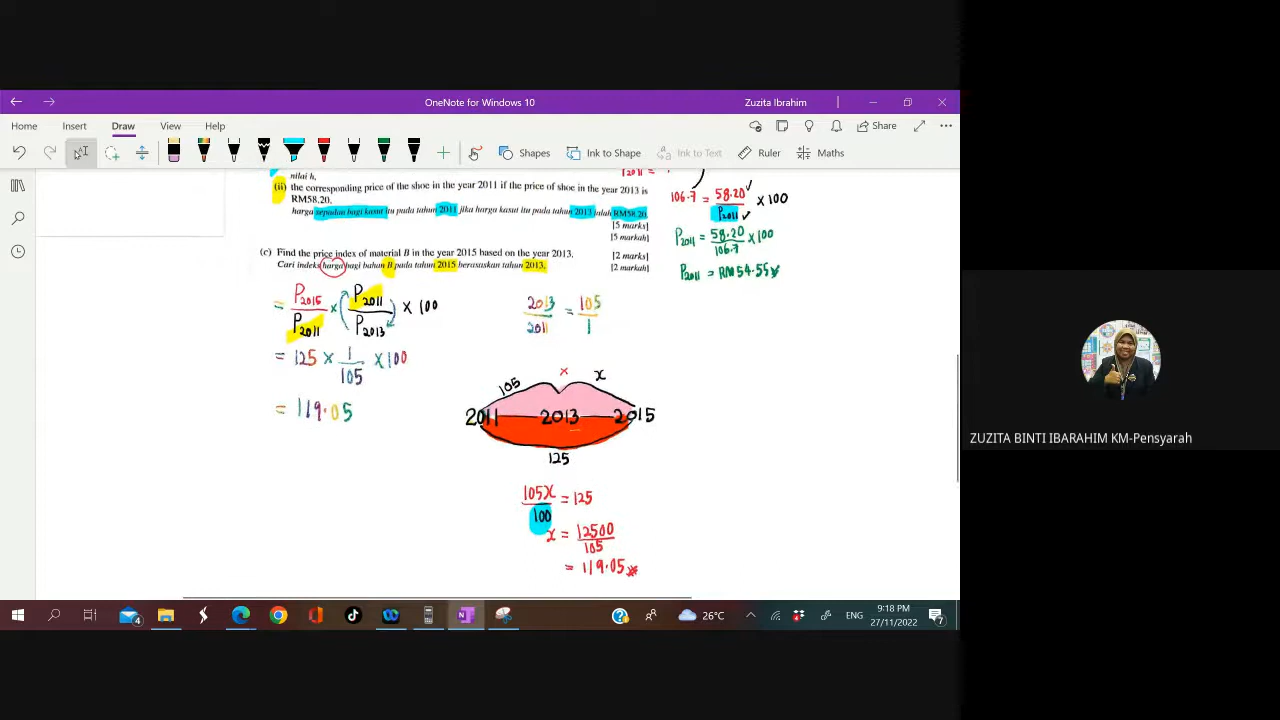 OneNote for Windows 10
Zuzita Ibrahim
Home Insert Draw View Help
Share
Shapes Ink to Shape Ink to Text Ruler Maths
nilai h,
(ii) the corresponding price of the shoe in the year 2011 if the price of shoe in the year 2013 is
RM58.20.
harga sepadan bagi kasut itu pada tahun 2011 jika harga kasut itu pada tahun 2013 ialah RM58.20.
[5 marks]
[5 markah]
P2011 =
106.7 = 58.20 / P2011 × 100
P2011 = 58.20 / 106.7 × 100
P2011 = RM54.55
(c) Find the price index of material B in the year 2015 based on the year 2013.
[2 marks]
Cari indeks harga bagi bahan B pada tahun 2015 berasaskan tahun 2013.
[2 markah]
= P2015 / P2011 × P2011 / P2013 × 100
= 125 × 1 / 105 × 100
= 119.05
2013 / 2011 = 105 / 1
×
105 x
2011 2013 2015
125
105x / 100 = 125
x = 12500 / 105
= 119.05
ZUZITA BINTI IBARAHIM KM-Pensyarah
4
26°C
ENG
9:18 PM
27/11/2022
7